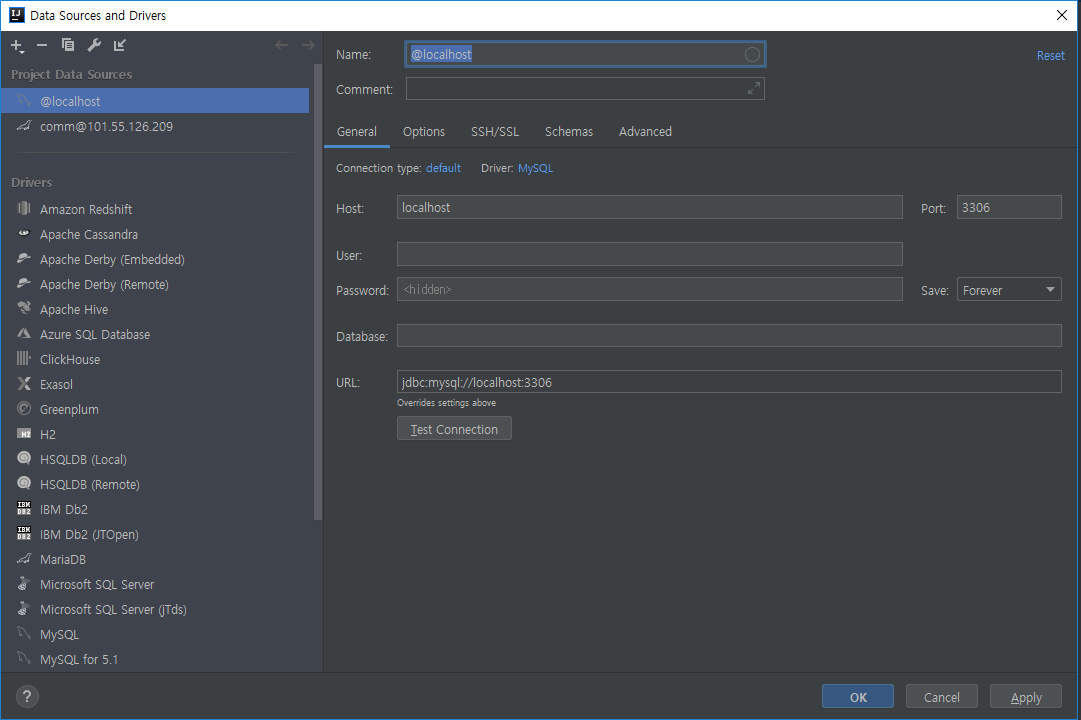 Data Sources and Drivers
Project Data Sources
@localhost
comm@101.55.126.209
Drivers
Amazon Redshift
Apache Cassandra
Apache Derby (Embedded)
Apache Derby (Remote)
Apache Hive
Azure SQL Database
ClickHouse
Exasol
Greenplum
H2
HSQLDB (Local)
HSQLDB (Remote)
IBM Db2
IBM Db2 (JTOpen)
MariaDB
Microsoft SQL Server
Microsoft SQL Server (jTds)
MySQL
MySQL for 5.1
Name: @localhost
Reset
Comment:
General Options SSH/SSL Schemas Advanced
Connection type: default Driver: MySQL
Host: localhost Port: 3306
User:
Password: <hidden> Save: Forever
Database:
URL: jdbc:mysql://localhost:3306
Overrides settings above
Test Connection
? OK Cancel Apply